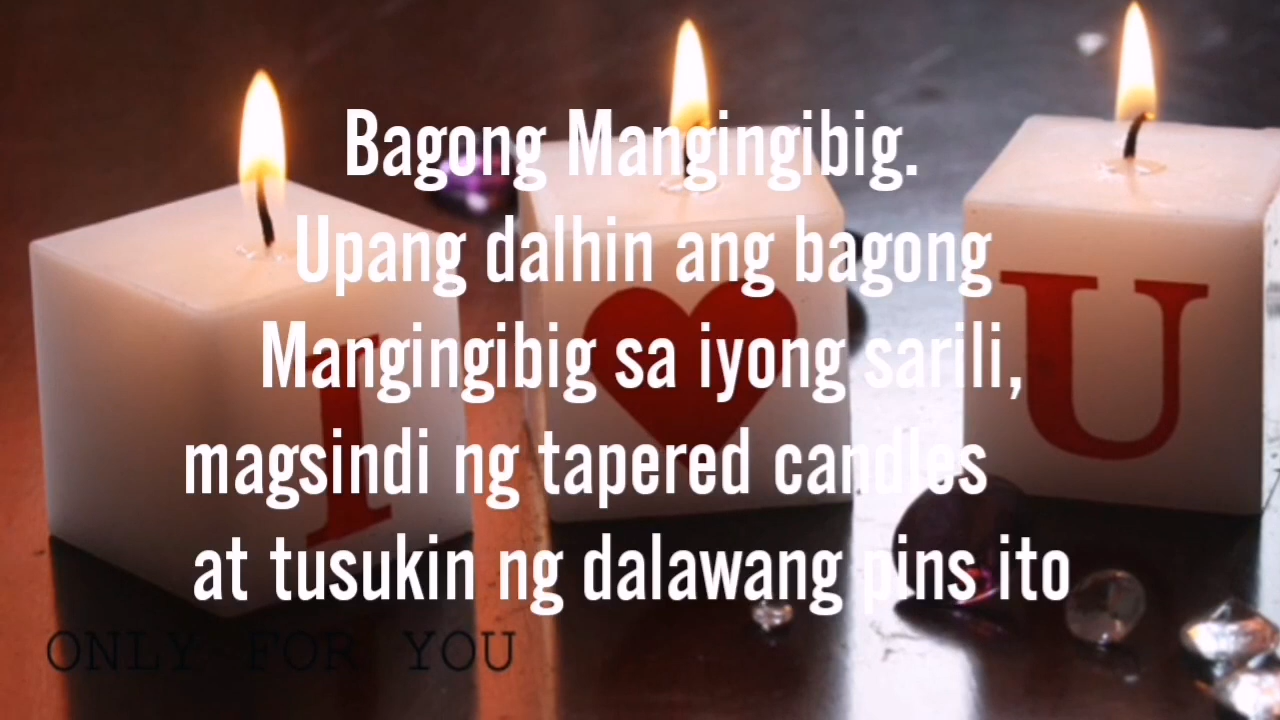 Bagong Mangingibig.
Upang dalhin ang bagong
Mangingibig sa iyong sarili,
magsindi ng tapered candles
at tusukin ng dalawang pins ito
I ♥ U
ONLY FOR YOU